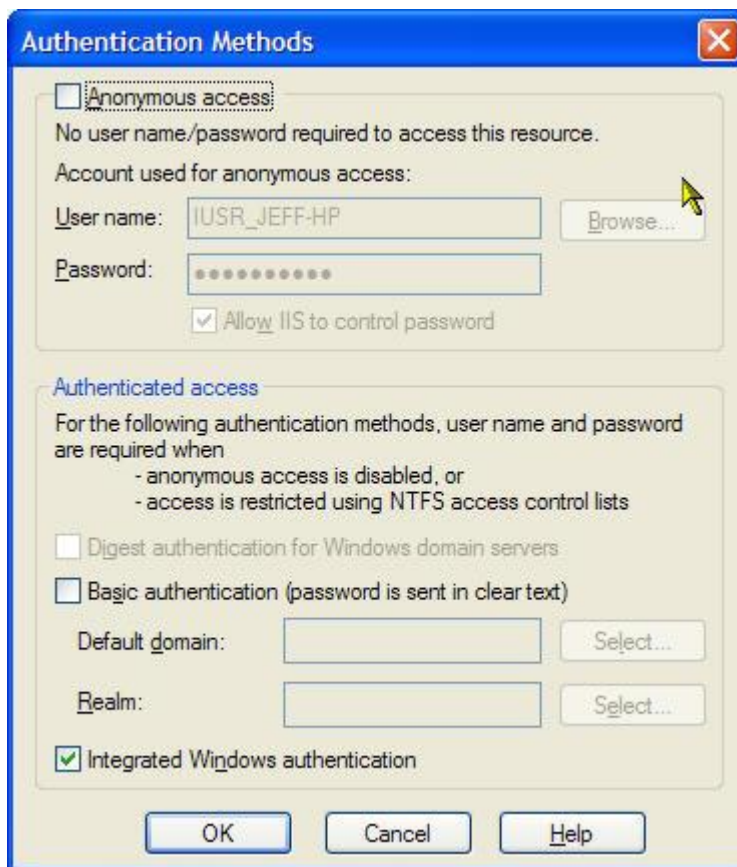 Authentication Methods
Anonymous access
No user name/password required to access this resource.
Account used for anonymous access:
User name: IUSR_JEFF-HP Browse...
Password: ●●●●●●●●●●
Allow IIS to control password
Authenticated access
For the following authentication methods, user name and password
are required when
- anonymous access is disabled, or
- access is restricted using NTFS access control lists
Digest authentication for Windows domain servers
Basic authentication (password is sent in clear text)
Default domain: Select...
Realm: Select...
Integrated Windows authentication
OK Cancel Help